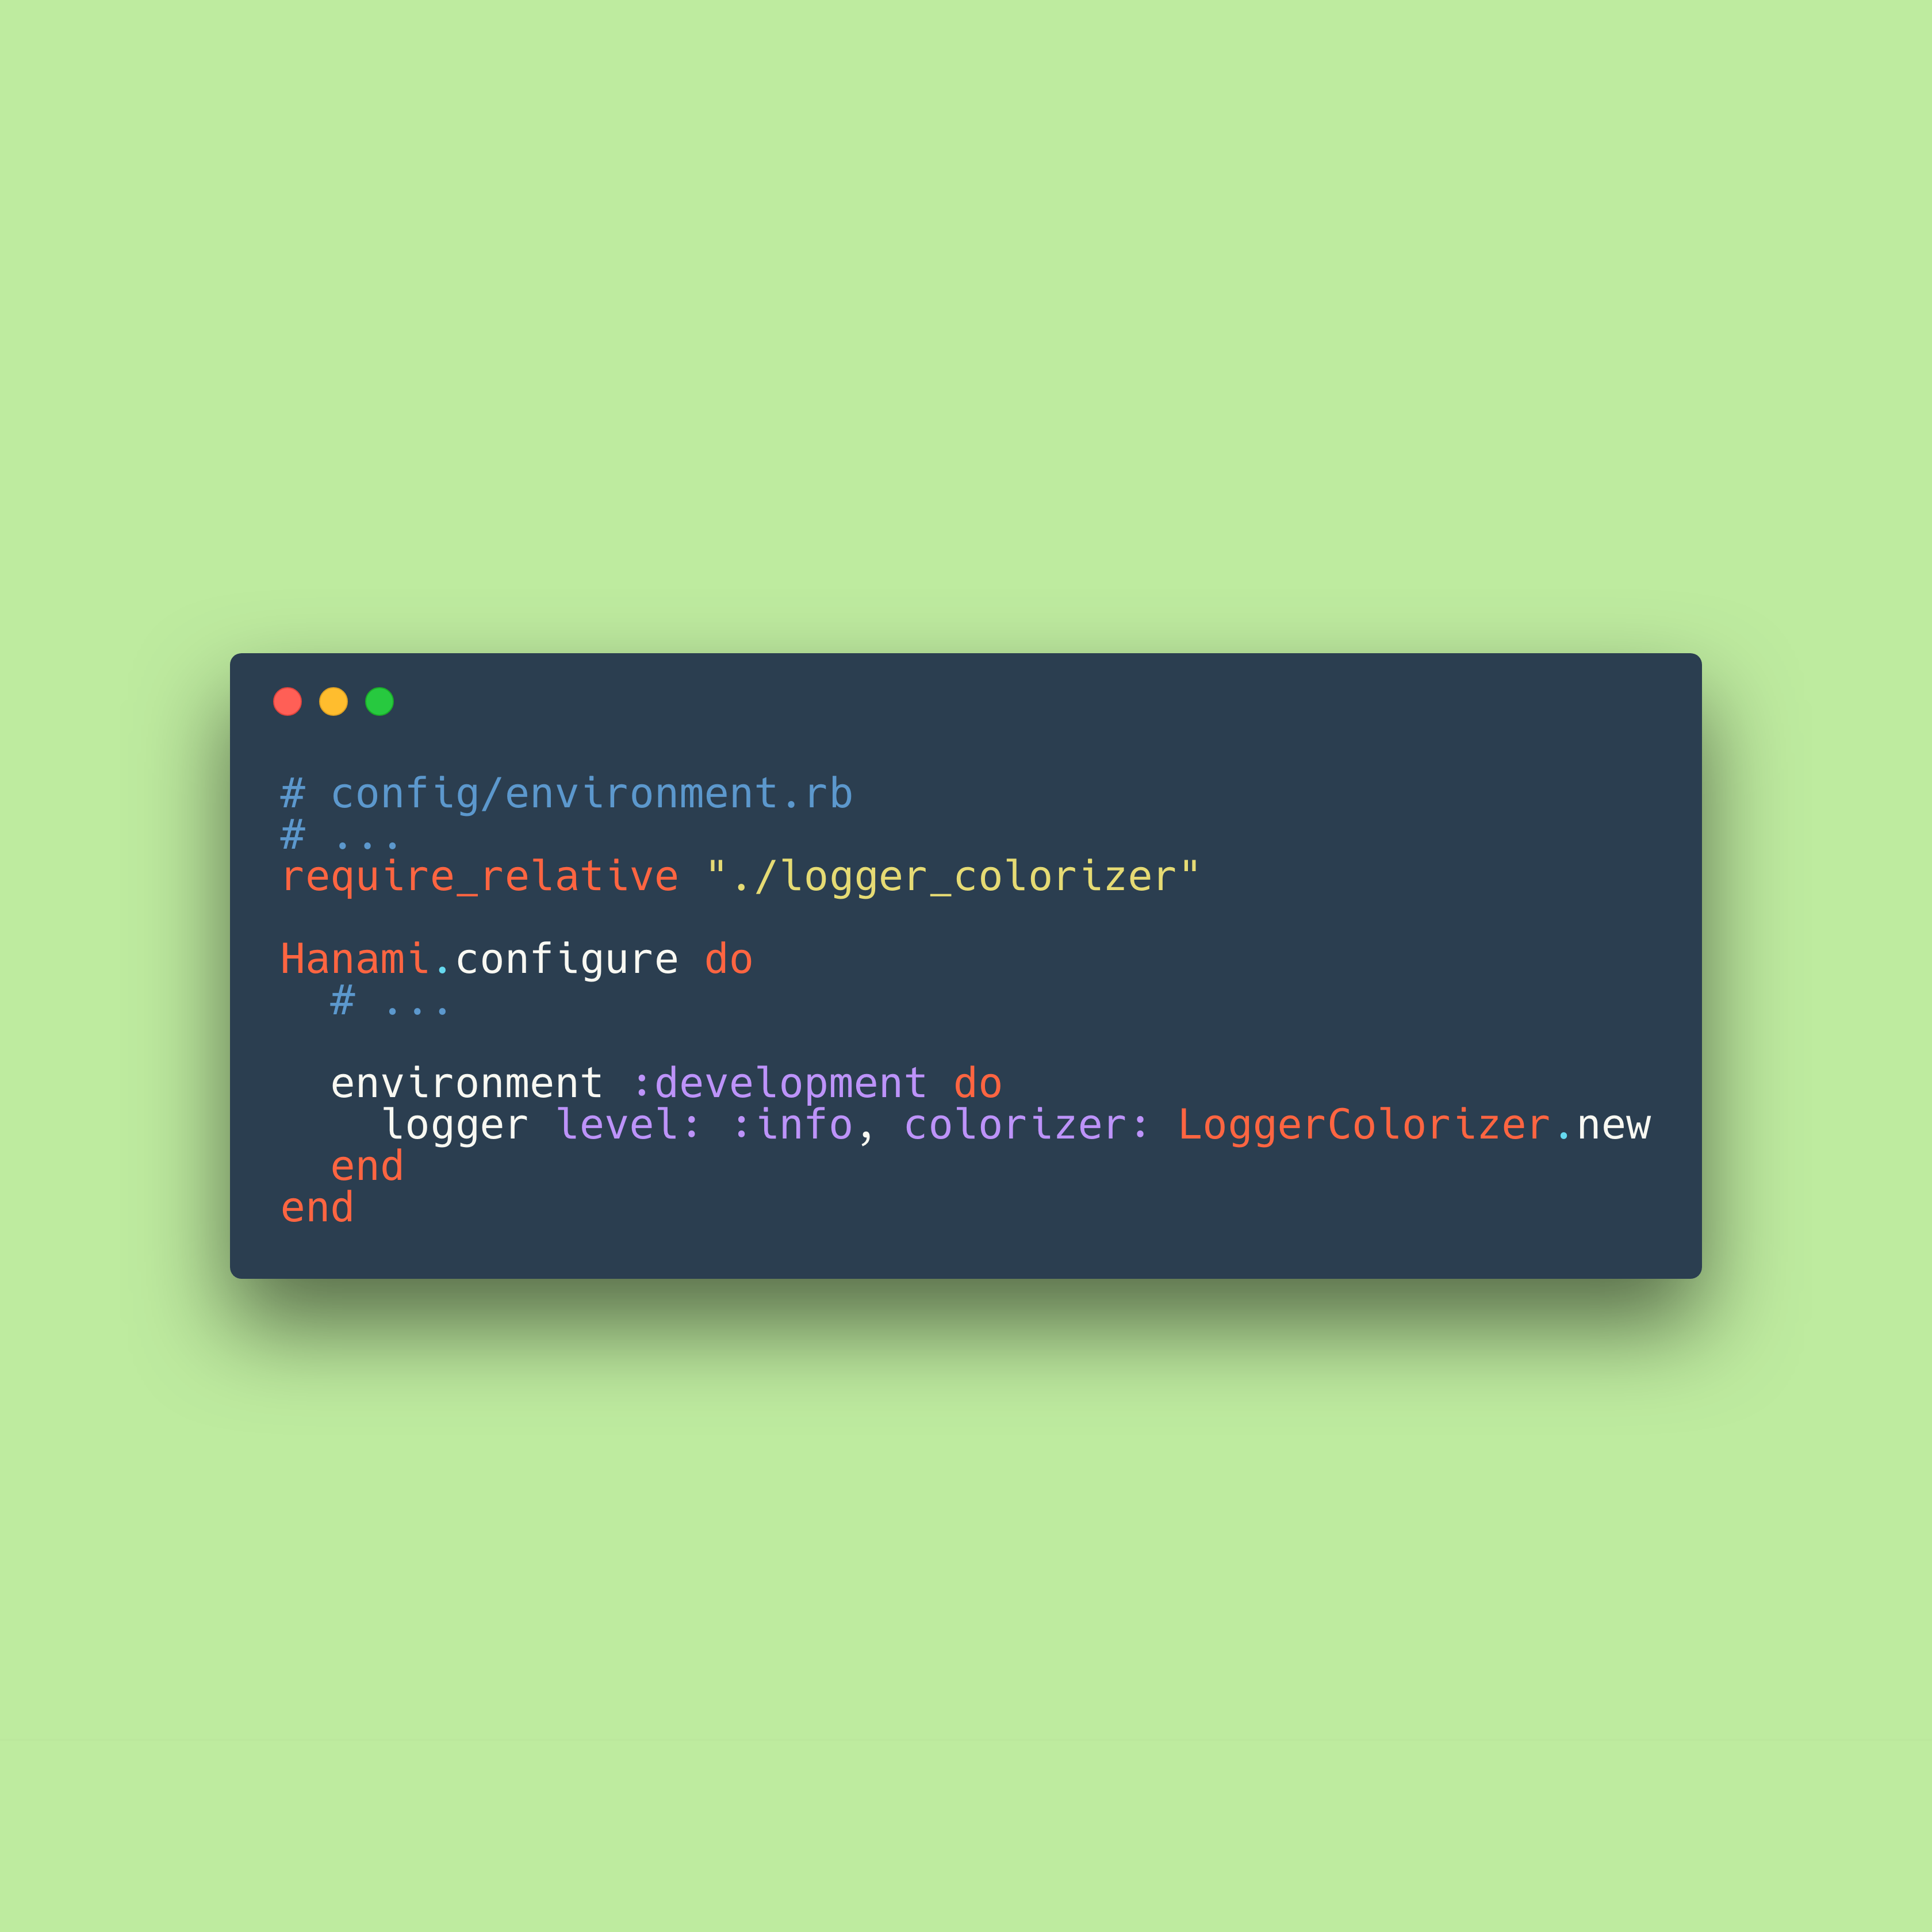 # config/environment.rb
# ...
require_relative "./logger_colorizer"

Hanami.configure do
  # ...

  environment :development do
    logger level: :info, colorizer: LoggerColorizer.new
  end
end